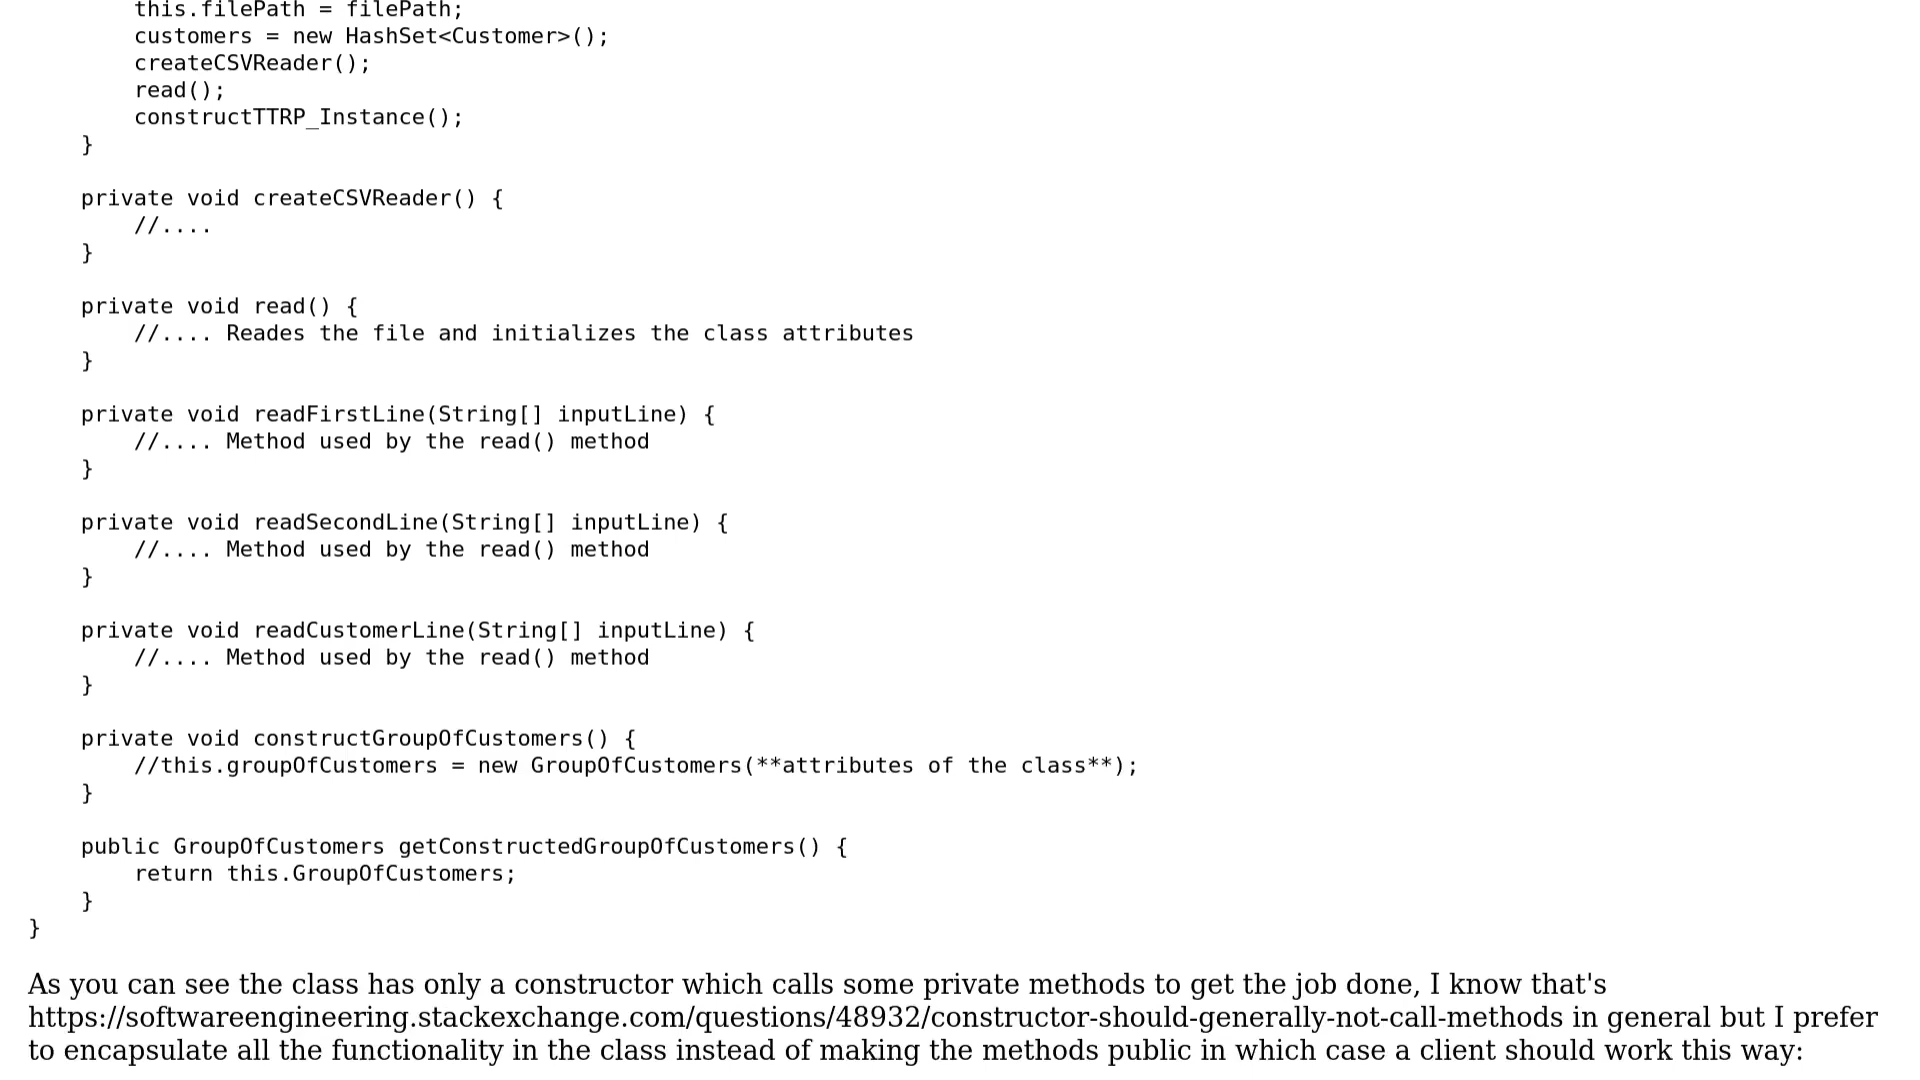 this.filePath = filePath;
customers = new HashSet<Customer>();
createCSVReader();
read();
constructTTRP_Instance();
}
private void createCSVReader() {
//....
}
private void read() {
//.... Reades the file and initializes the class attributes
}
private void readFirstLine(String[] inputLine) {
//.... Method used by the read() method
}
private void readSecondLine(String[] inputLine) {
//.... Method used by the read() method
}
private void readCustomerLine(String[] inputLine) {
//.... Method used by the read() method
}
private void constructGroupOfCustomers() {
//this.groupOfCustomers = new GroupOfCustomers(**attributes of the class**);
}
public GroupOfCustomers getConstructedGroupOfCustomers() {
return this.GroupOfCustomers;
}
}
As you can see the class has only a constructor which calls some private methods to get the job done, I know that's
https://softwareengineering.stackexchange.com/questions/48932/constructor-should-generally-not-call-methods in general but I prefer
to encapsulate all the functionality in the class instead of making the methods public in which case a client should work this way: